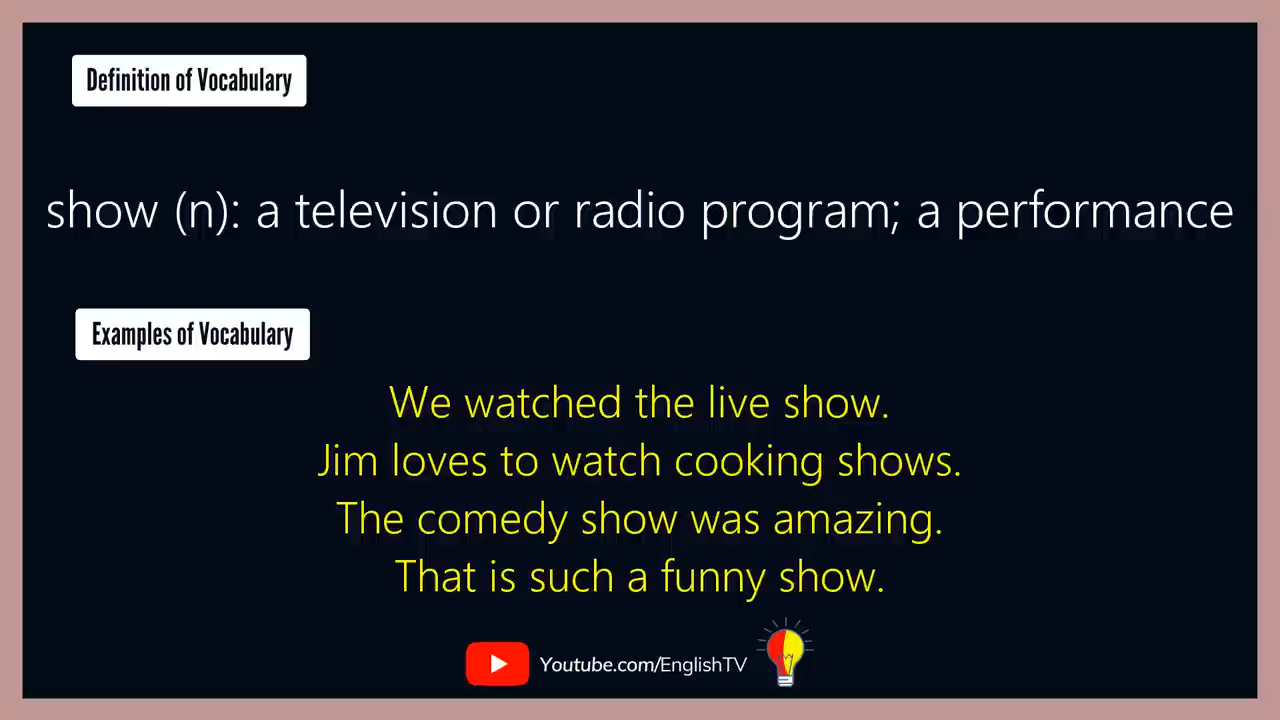 Definition of Vocabulary
show (n): a television or radio program; a performance
Examples of Vocabulary
We watched the live show.
Jim loves to watch cooking shows.
The comedy show was amazing.
That is such a funny show.
Youtube.com/EnglishTV